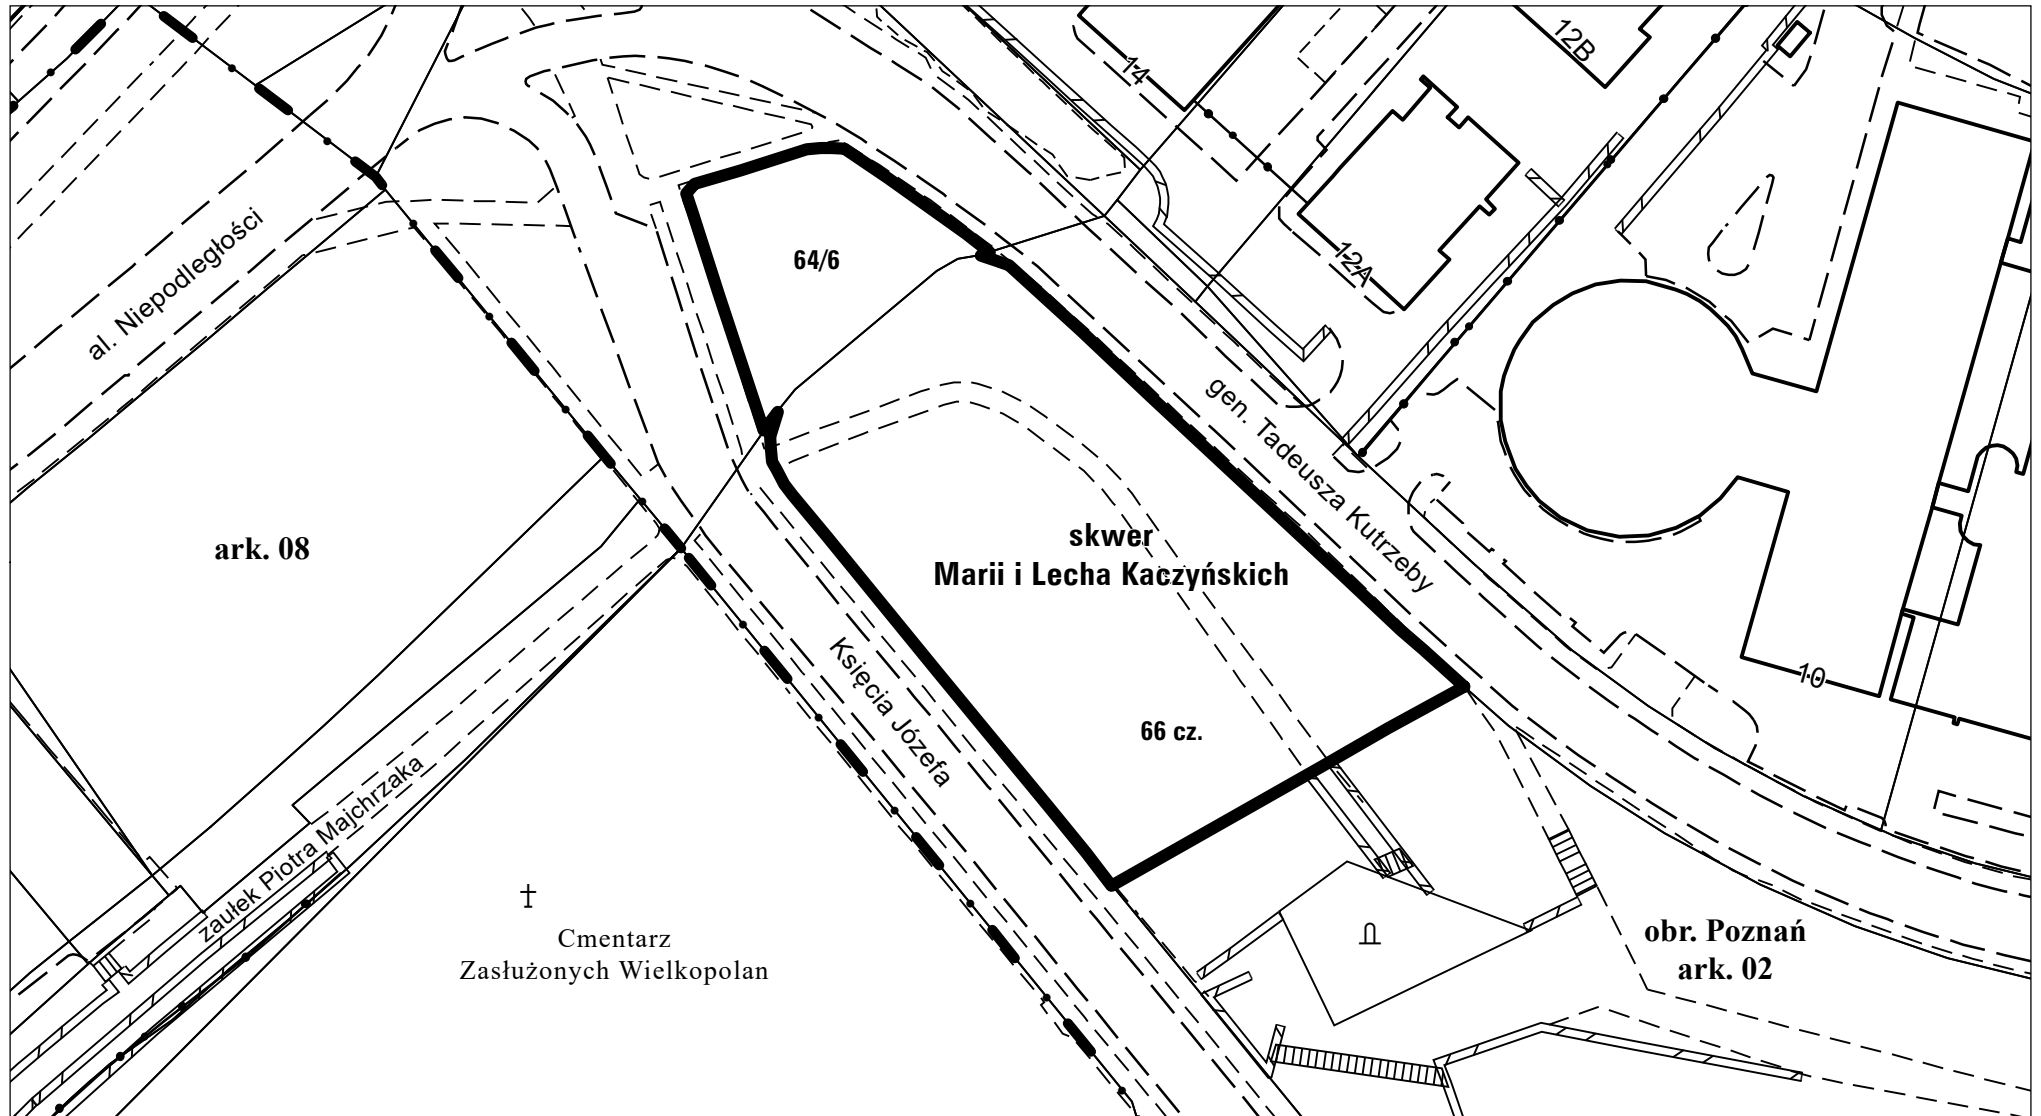 12B
14
12A
al. Niepodległości
64/6
gen. Tadeusza Kutrzeby
ark. 08
skwer
Marii i Lecha Kaczyńskich
Księcia Józefa
66 cz.
10
zaułek Piotra Majchrzaka
Cmentarz
Zasłużonych Wielkopolan
obr. Poznań
ark. 02